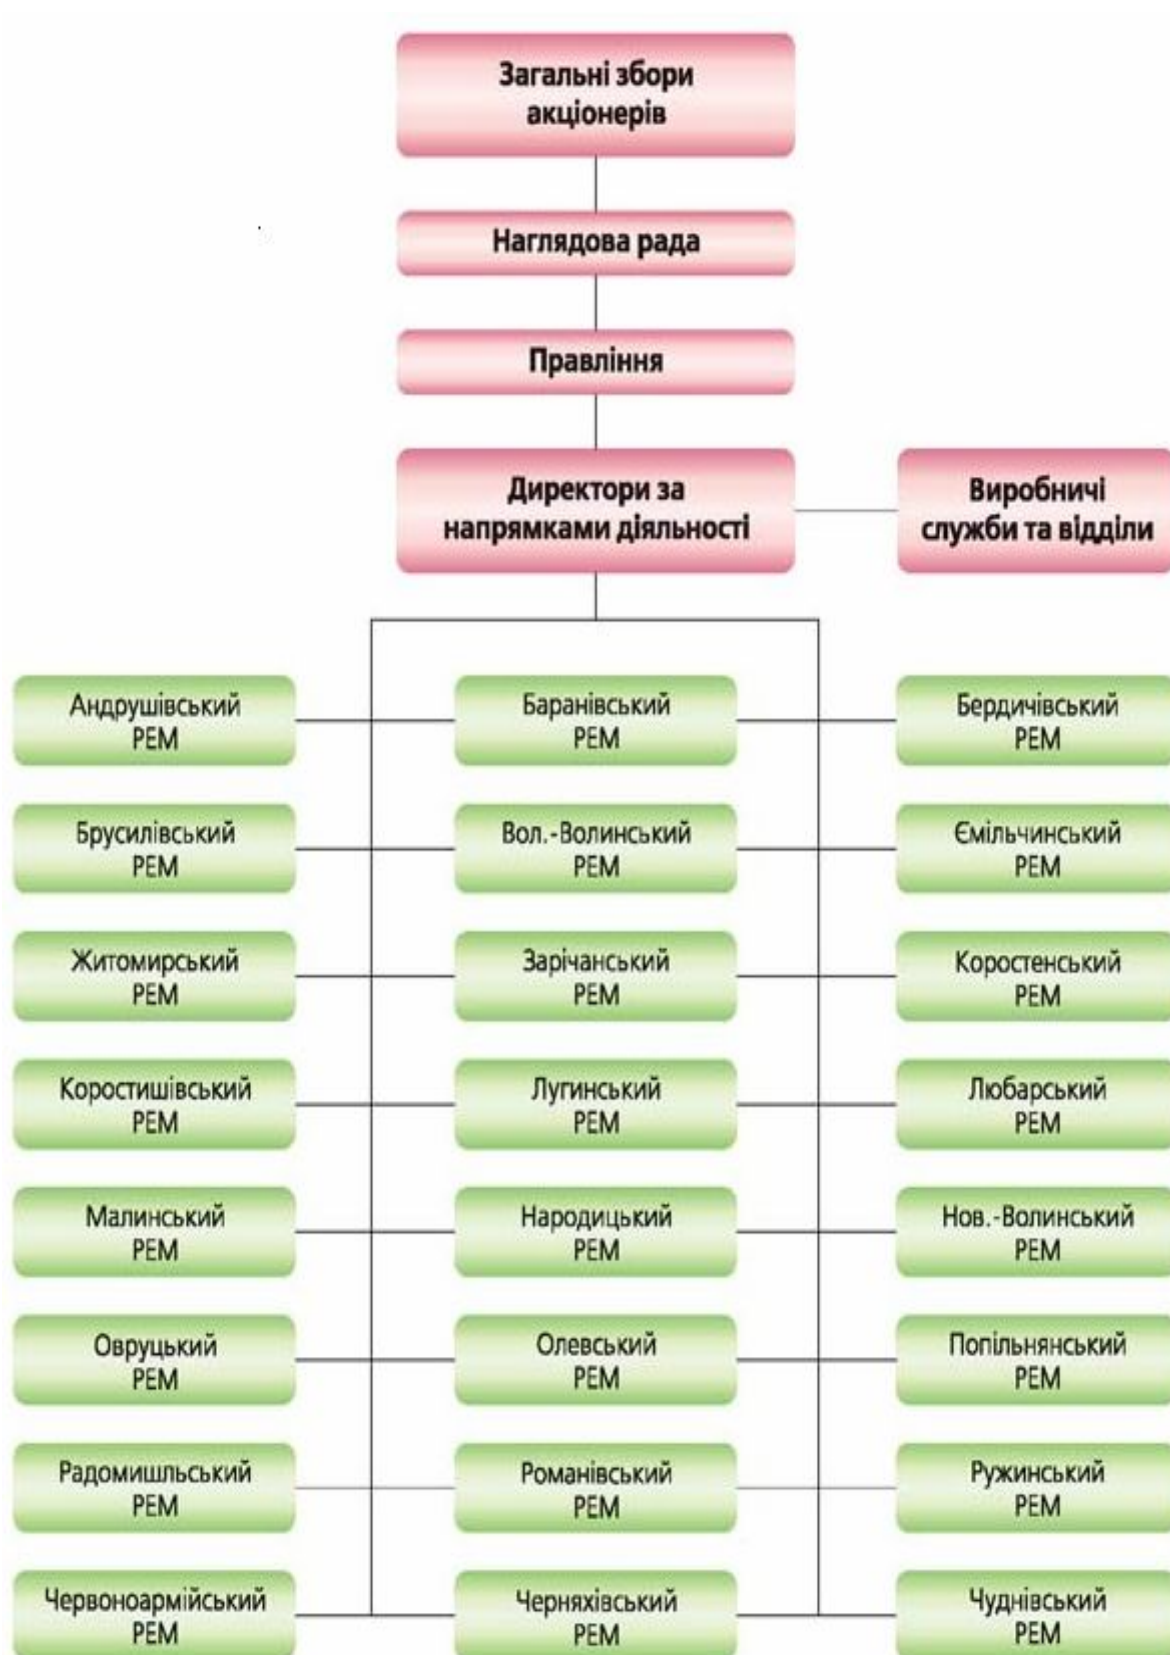 Загальні збори
акціонерів
Наглядова рада
Правління
Директори за
напрямками діяльності
Виробничі
служби та відділи
Андрушівський
РЕМ
Баранівський
РЕМ
Бердичівський
РЕМ
Брусилівський
РЕМ
Вол.-Волинський
РЕМ
Ємільчинський
РЕМ
Житомирський
РЕМ
Зарічанський
РЕМ
Коростенський
РЕМ
Коростишівський
РЕМ
Лугинський
РЕМ
Любарський
РЕМ
Малинський
РЕМ
Народицький
РЕМ
Нов.-Волинський
РЕМ
Овруцький
РЕМ
Олевський
РЕМ
Попільнянський
РЕМ
Радомишльський
РЕМ
Романівський
РЕМ
Ружинський
РЕМ
Червоноармійський
РЕМ
Черняхівський
РЕМ
Чуднівський
РЕМ